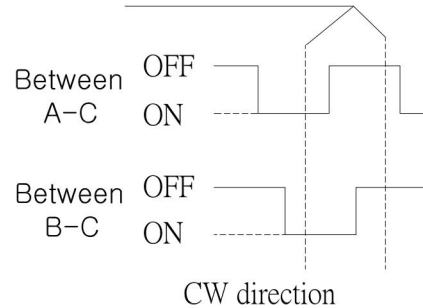 OFF
Between
A-C
ON
OFF
Between
B-C
ON
CW direction